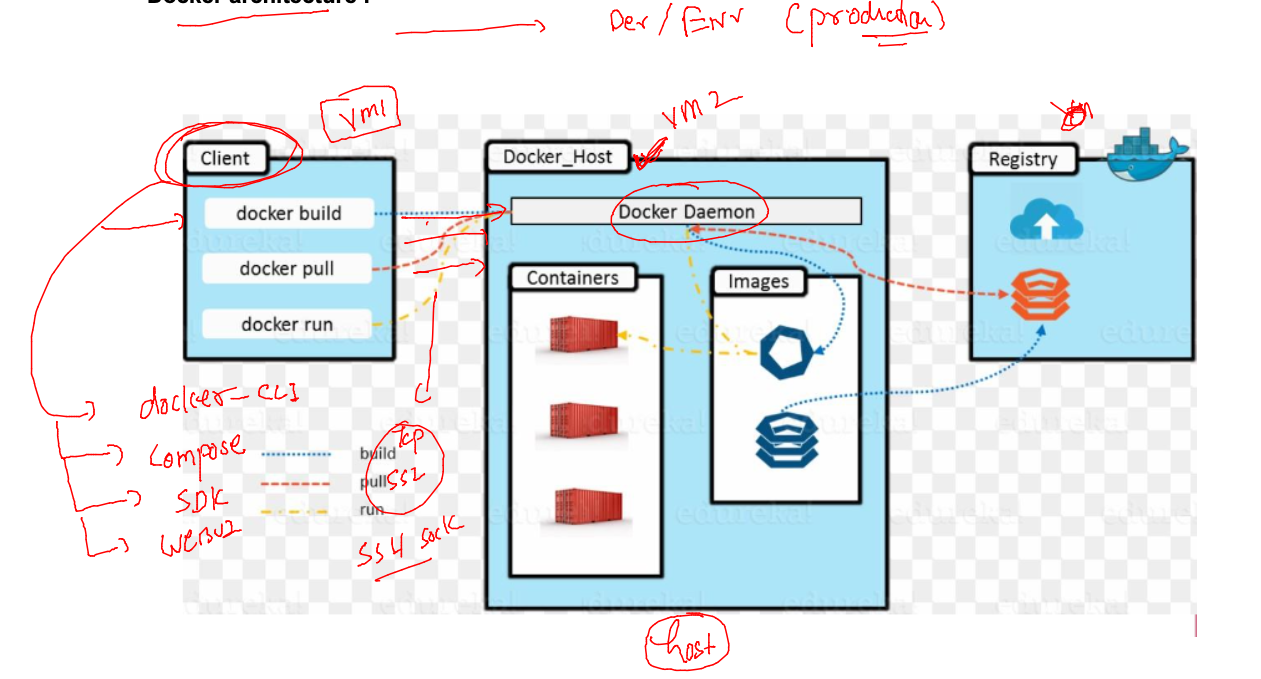 Docker architecture :
Dev / Env (production)
VM1
VM2
Client
Docker_Host
Registry
docker build
Docker Daemon
docker pull
Containers
Images
docker run
docker-CLI
compose
build
Tcp
SDK
pull
SSL
run
WEBUI
SSH sock
host
edureka!